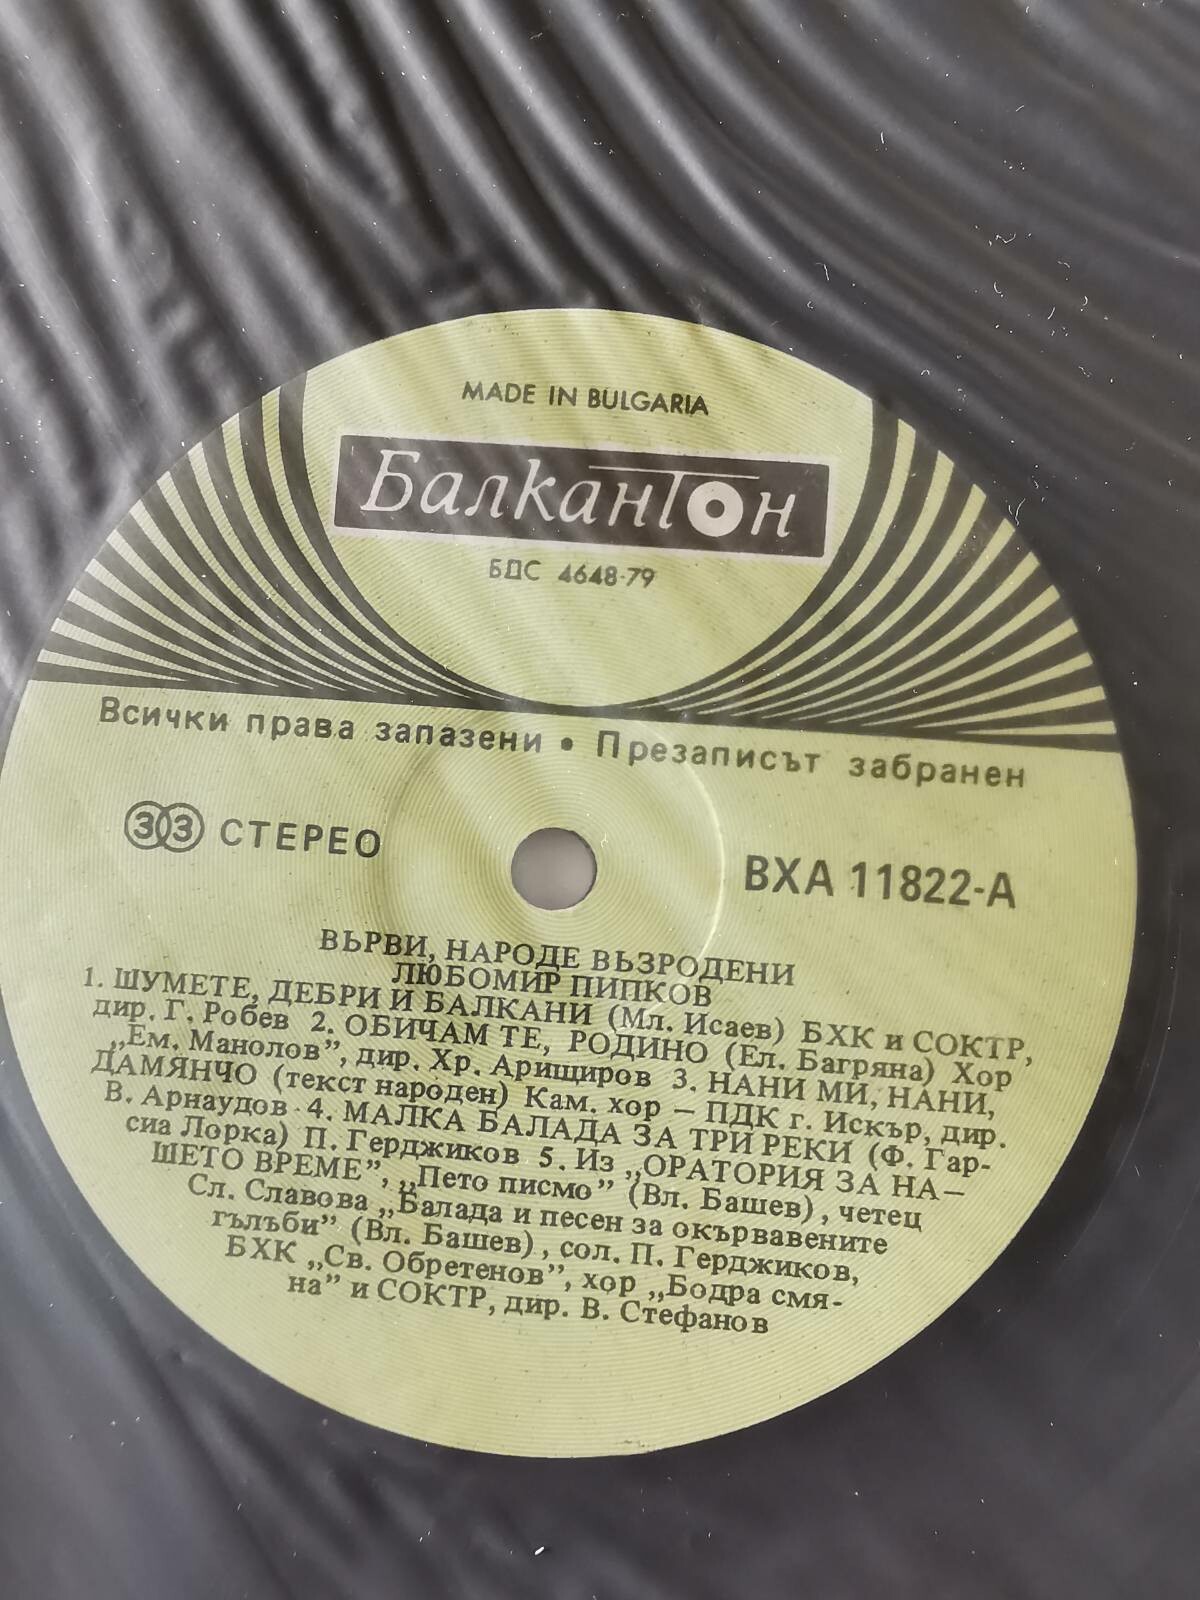 MADE IN BULGARIA
Балкантон
БДС 4648-79
Всички права запазени • Презаписът забранен
33 СТЕРЕО
ВХА 11822-А
ВЪРВИ, НАРОДЕ ВЪЗРОДЕНИ
ЛЮБОМИР ПИПКОВ
1. ШУМЕТЕ, ДЕБРИ И БАЛКАНИ (Мл. Исаев) БХК и СОКТР,
дир. Г. Робев 2. ОБИЧАМ ТЕ, РОДИНО (Ел. Багряна) Хор
„Ем. Манолов”, дир. Хр. Арищиров 3. НАНИ МИ, НАНИ,
ДАМЯНЧО (текст народен) Кам. хор – ПДК г. Искър, дир.
В. Арнаудов 4. МАЛКА БАЛАДА ЗА ТРИ РЕКИ (Ф. Гар-
сиа Лорка) П. Герджиков 5. Из „ОРАТОРИЯ ЗА НА–
ШЕТО ВРЕМЕ”, „Пето писмо” (Вл. Башев), четец
Сл. Славова „Балада и песен за окървавените
гълъби” (Вл. Башев), сол. П. Герджиков,
БХК „Св. Обретенов”, хор „Бодра смя-
на” и СОКТР, дир. В. Стефанов